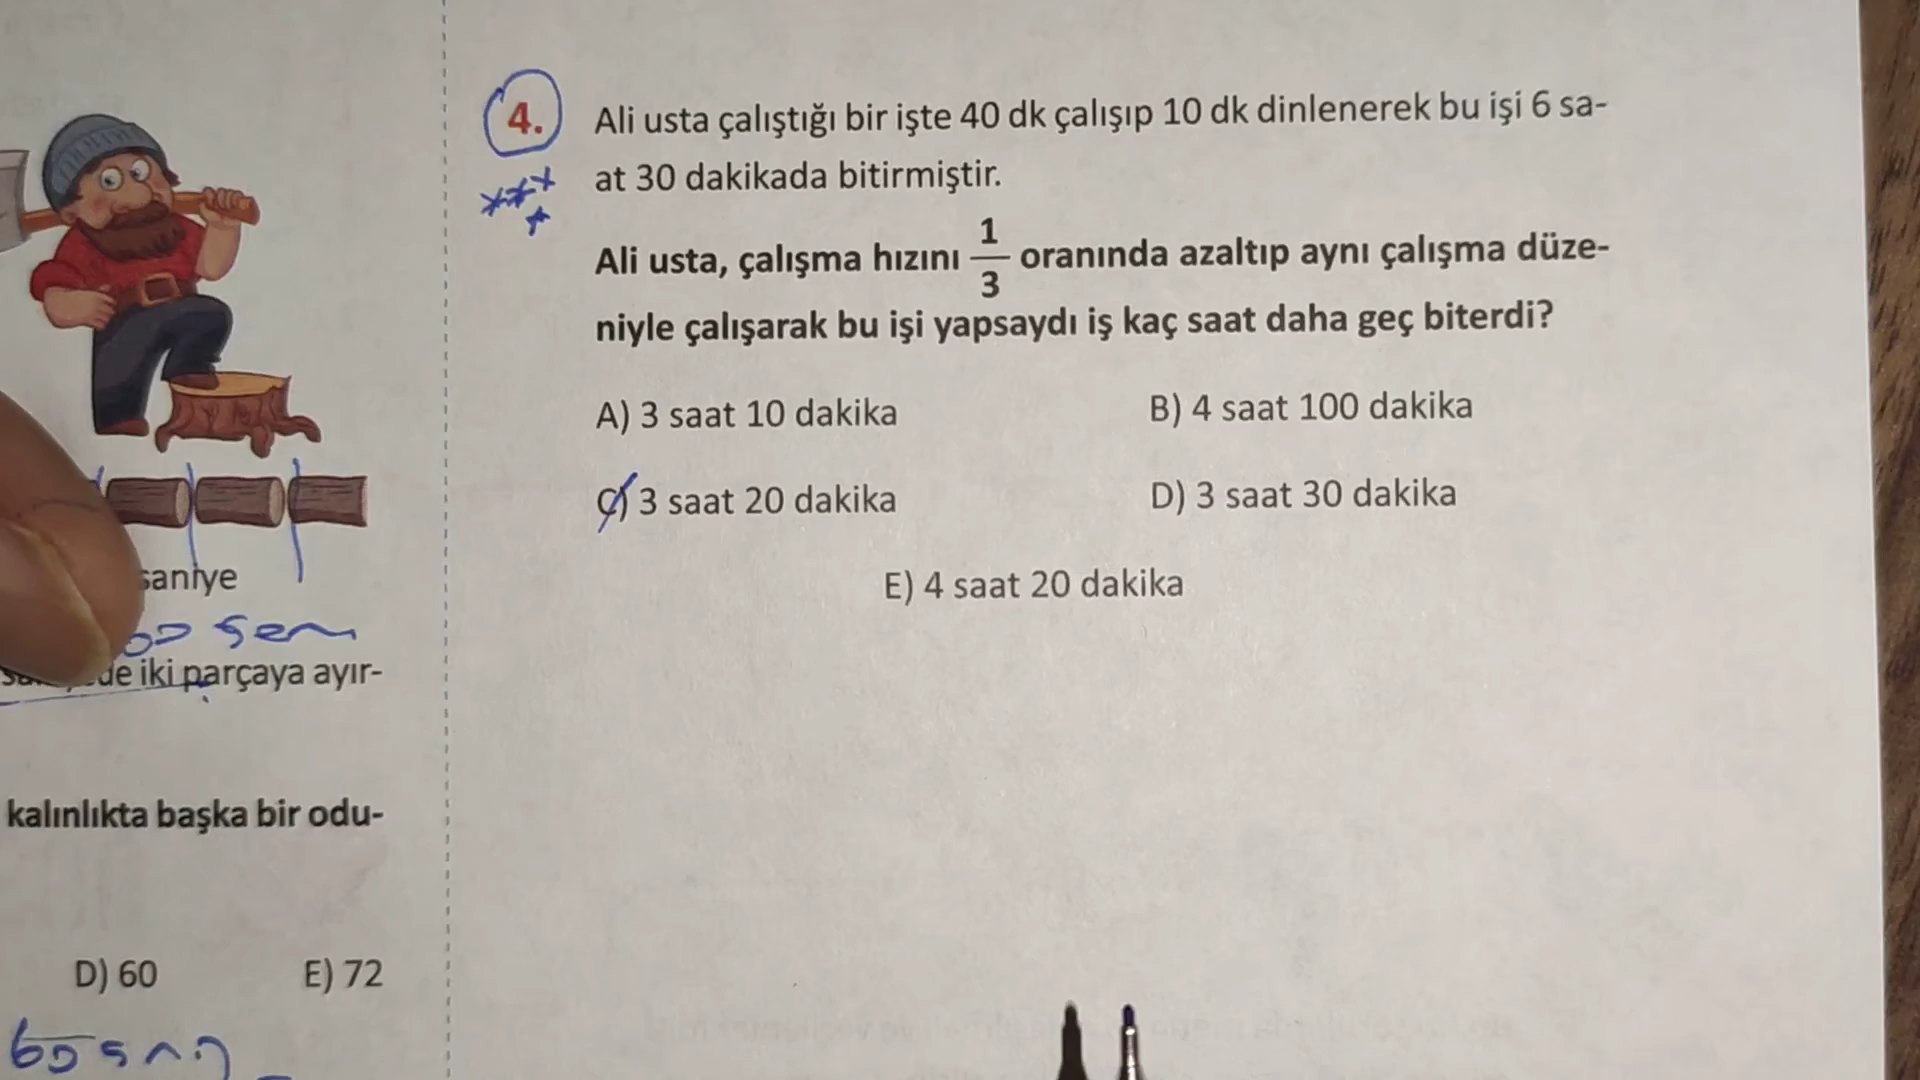 saniye
şen
de iki parçaya ayır-
kalınlıkta başka bir odu-
D) 60 E) 72
4. Ali usta çalıştığı bir işte 40 dk çalışıp 10 dk dinlenerek bu işi 6 sa-
at 30 dakikada bitirmiştir.
Ali usta, çalışma hızını 1/3 oranında azaltıp aynı çalışma düze-
niyle çalışarak bu işi yapsaydı iş kaç saat daha geç biterdi?
A) 3 saat 10 dakika B) 4 saat 100 dakika
C) 3 saat 20 dakika D) 3 saat 30 dakika
E) 4 saat 20 dakika